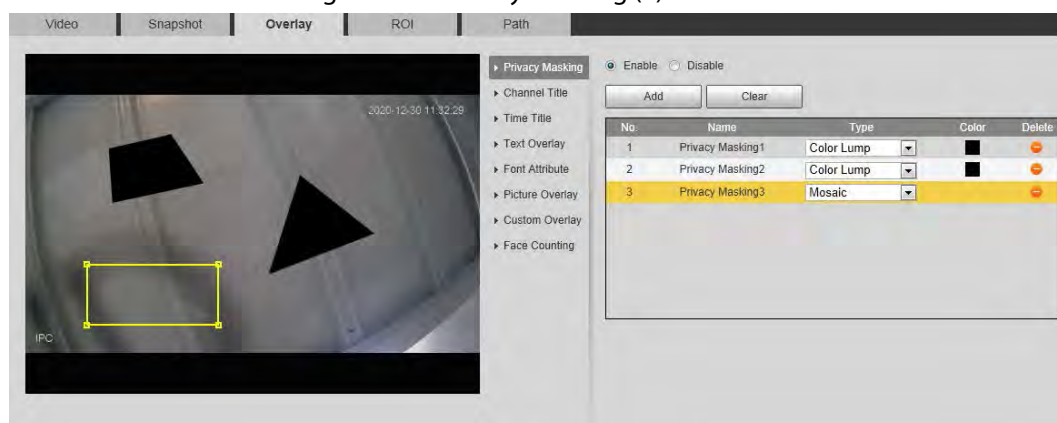 Video Snapshot Overlay ROI Path
2020-12-30 11:32:29
IPC
Privacy Masking
Channel Title
Time Title
Text Overlay
Font Attribute
Picture Overlay
Custom Overlay
Face Counting
Enable Disable
Add Clear
No. Name Type Color Delete
1 Privacy Masking1 Color Lump
2 Privacy Masking2 Color Lump
3 Privacy Masking3 Mosaic